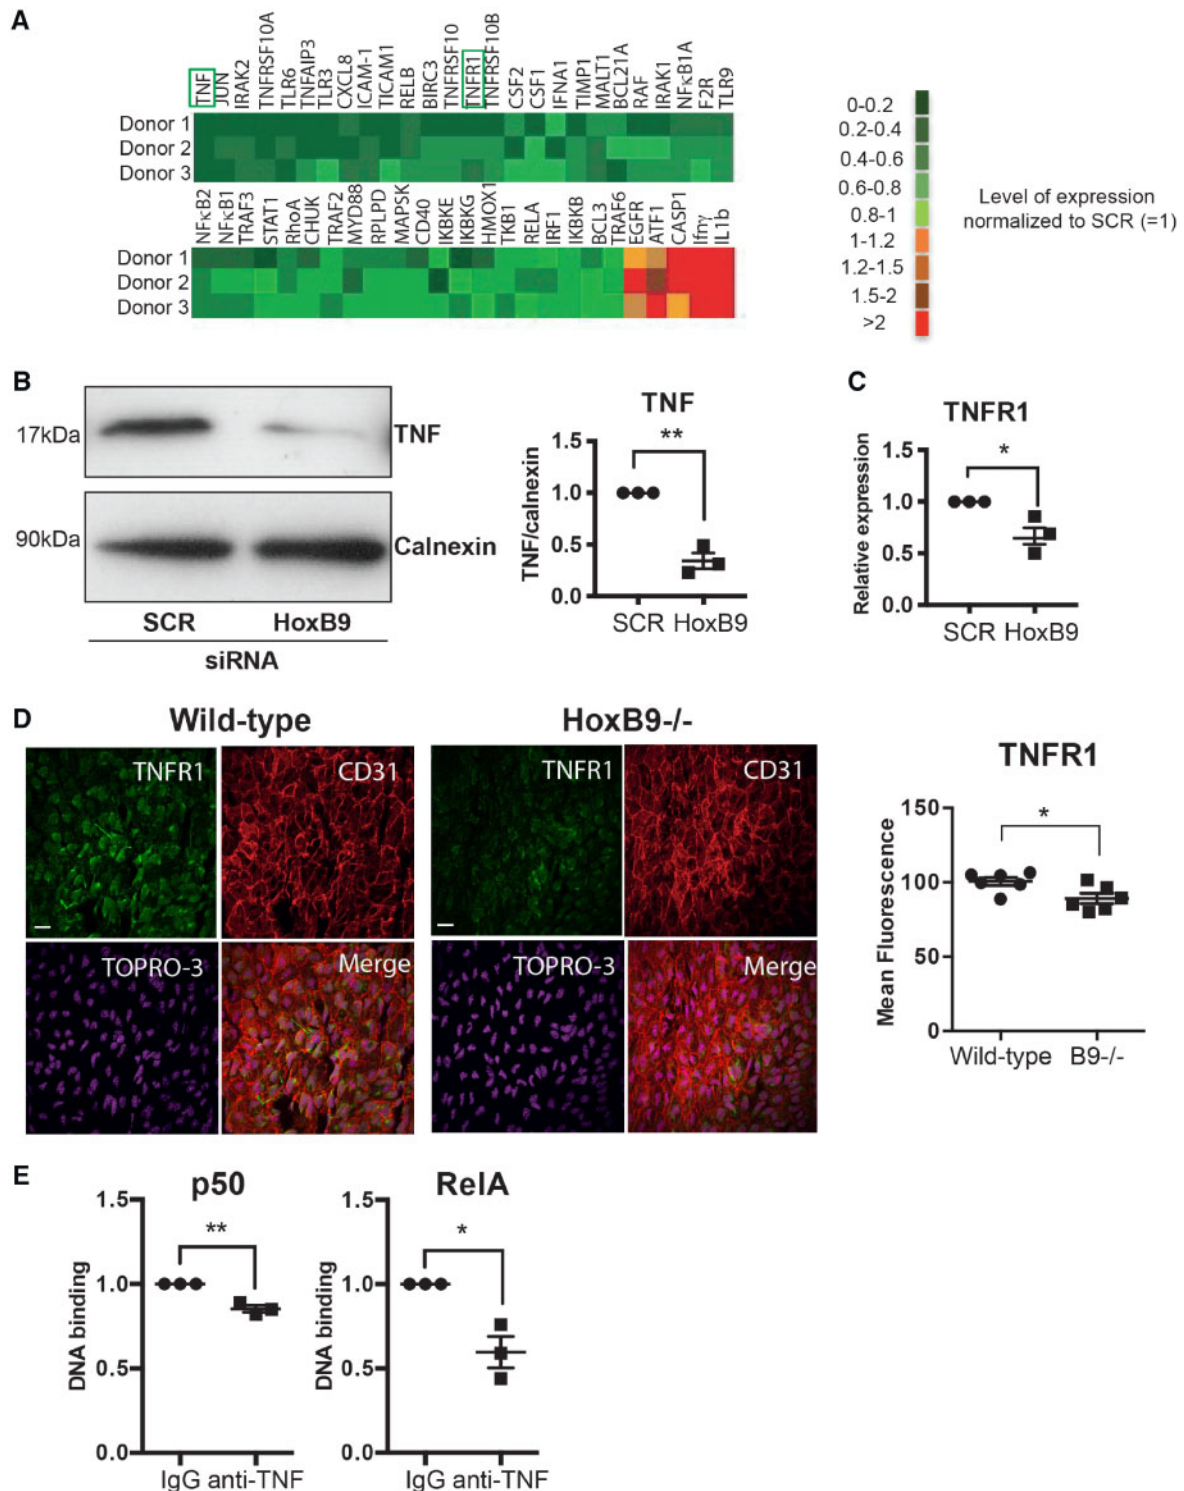 A
TNF JUN IRAK2 TNFRSF10A TLR6 TNFAIP3 TLR3 CXCL8 ICAM-1 TICAM1 RELB BIRC3 TNFRSF10 TNFR1 TNFRSF10B CSF2 CSF1 IFNA1 TIMP1 MALT1 BCL21A RAF IRAK1 NFκB1A F2R TLR9
Donor 1
Donor 2
Donor 3
NFκB2 NFκB1 TRAF3 STAT1 RhoA CHUK TRAF2 MYD88 RPLPD MAPSK CD40 IKBKE IKBKG HMOX1 TKB1 RELA IRF1 IKBKB BCL3 TRAF6 EGFR ATF1 CASP1 Ifnγ IL1b
Donor 1
Donor 2
Donor 3
0-0.2
0.2-0.4
0.4-0.6
0.6-0.8
0.8-1
1-1.2
1.2-1.5
1.5-2
>2
Level of expression
normalized to SCR (=1)
B
17kDa
TNF
90kDa
Calnexin
SCR HoxB9
siRNA
TNF
**
TNF/calnexin
1.5
1.0
0.5
0.0
SCR HoxB9
C
TNFR1
*
Relative expression
1.5
1.0
0.5
0.0
SCR HoxB9
D
Wild-type
TNFR1
CD31
TOPRO-3
Merge
HoxB9-/-
TNFR1
CD31
TOPRO-3
Merge
TNFR1
*
Mean Fluorescence
150
100
50
0
Wild-type B9-/-
E
p50
**
DNA binding
1.5
1.0
0.5
0.0
IgG anti-TNF
RelA
*
DNA binding
1.5
1.0
0.5
0.0
IgG anti-TNF